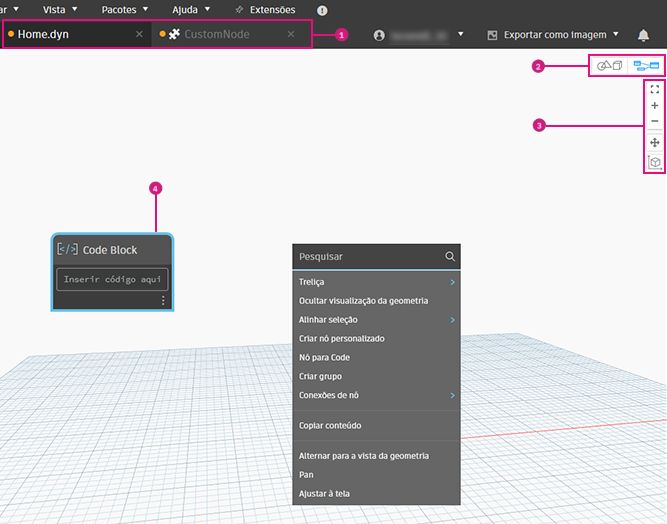 ar Vista Pacotes Ajuda Extensões
Home.dyn CustomNode 1 Exportar como Imagem
2
3
4
Code Block
Inserir código aqui
Pesquisar
Treliça
Ocultar visualização da geometria
Alinhar seleção
Criar nó personalizado
Nó para Code
Criar grupo
Conexões de nó
Copiar conteúdo
Alternar para a vista da geometria
Pan
Ajustar à tela